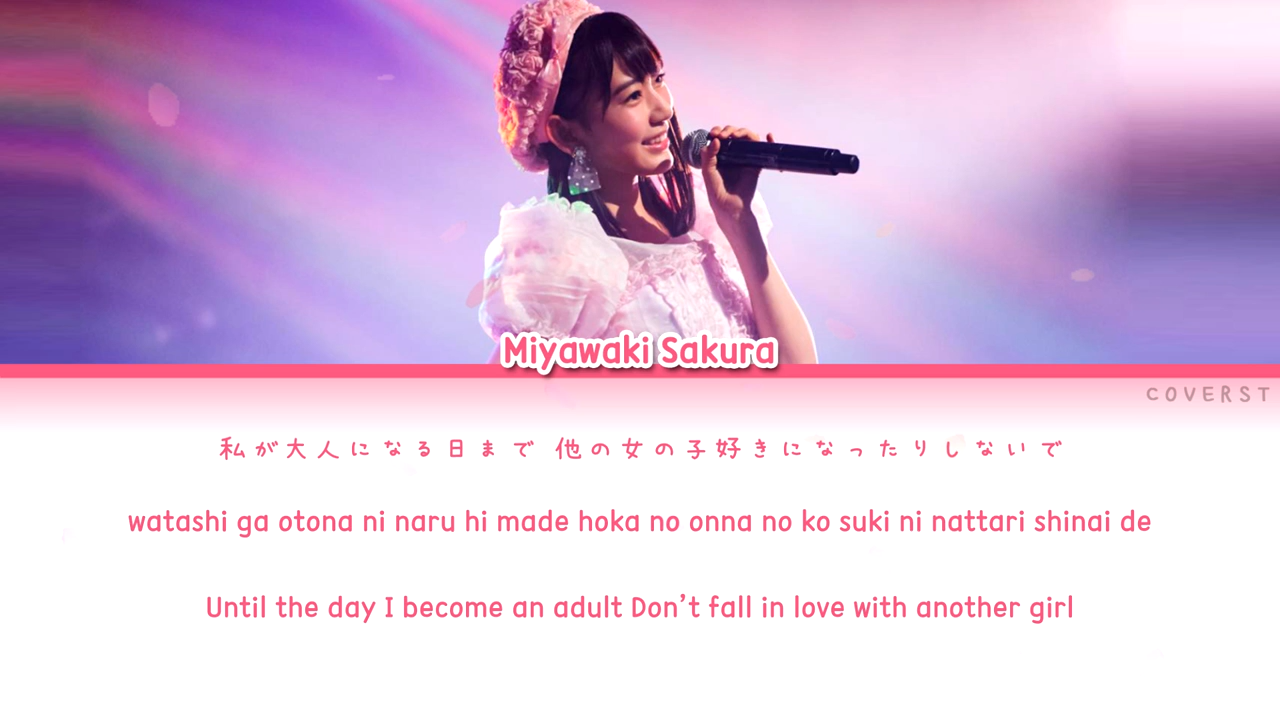 Miyawaki Sakura
COVERST
私が大人になる日まで 他の女の子好きになったりしないで
watashi ga otona ni naru hi made hoka no onna no ko suki ni nattari shinai de
Until the day I become an adult Don't fall in love with another girl